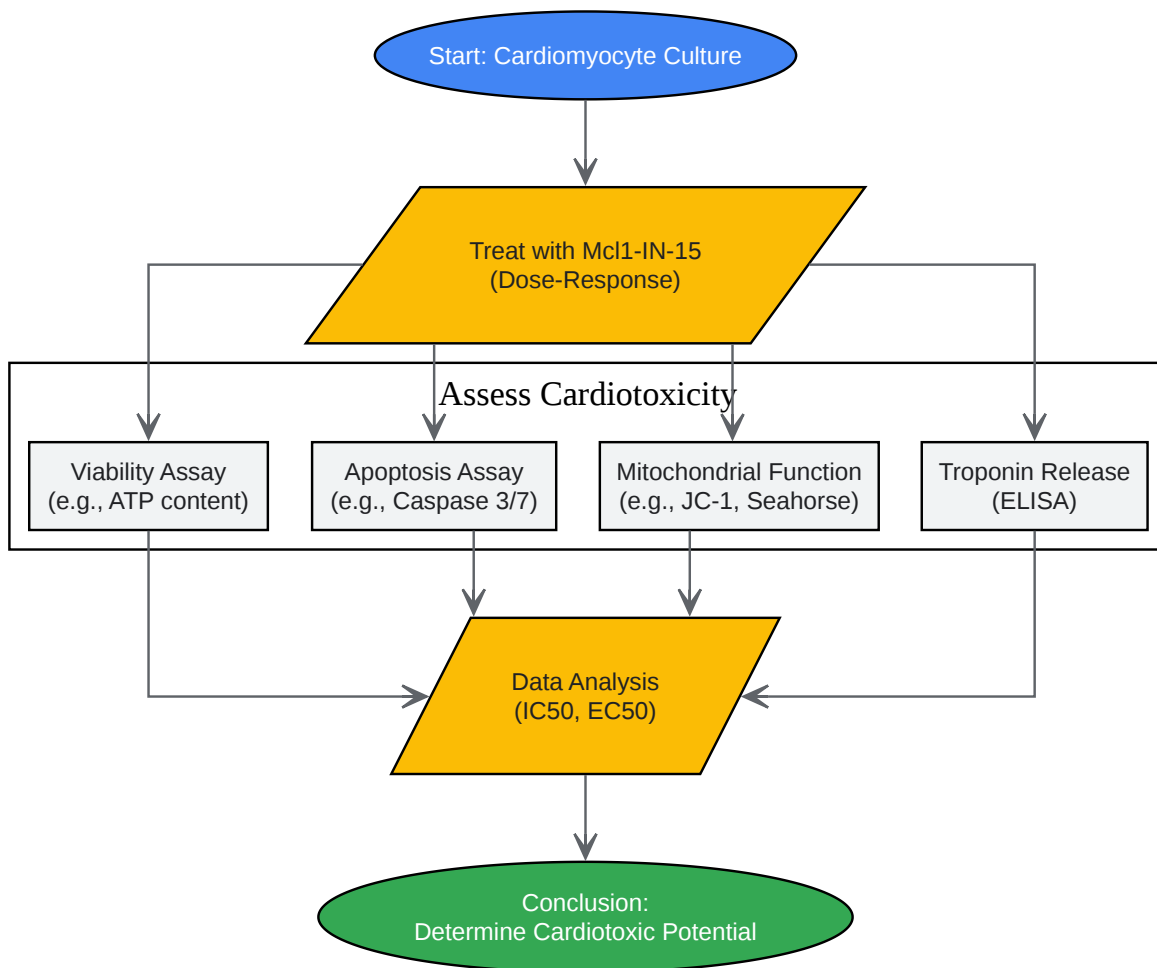 Start: Cardiomyocyte Culture
Treat with Mcl1-IN-15
(Dose-Response)
Assess Cardiotoxicity
Viability Assay
(e.g., ATP content)
Apoptosis Assay
(e.g., Caspase 3/7)
Mitochondrial Function
(e.g., JC-1, Seahorse)
Troponin Release
(ELISA)
Data Analysis
(IC50, EC50)
Conclusion:
Determine Cardiotoxic Potential